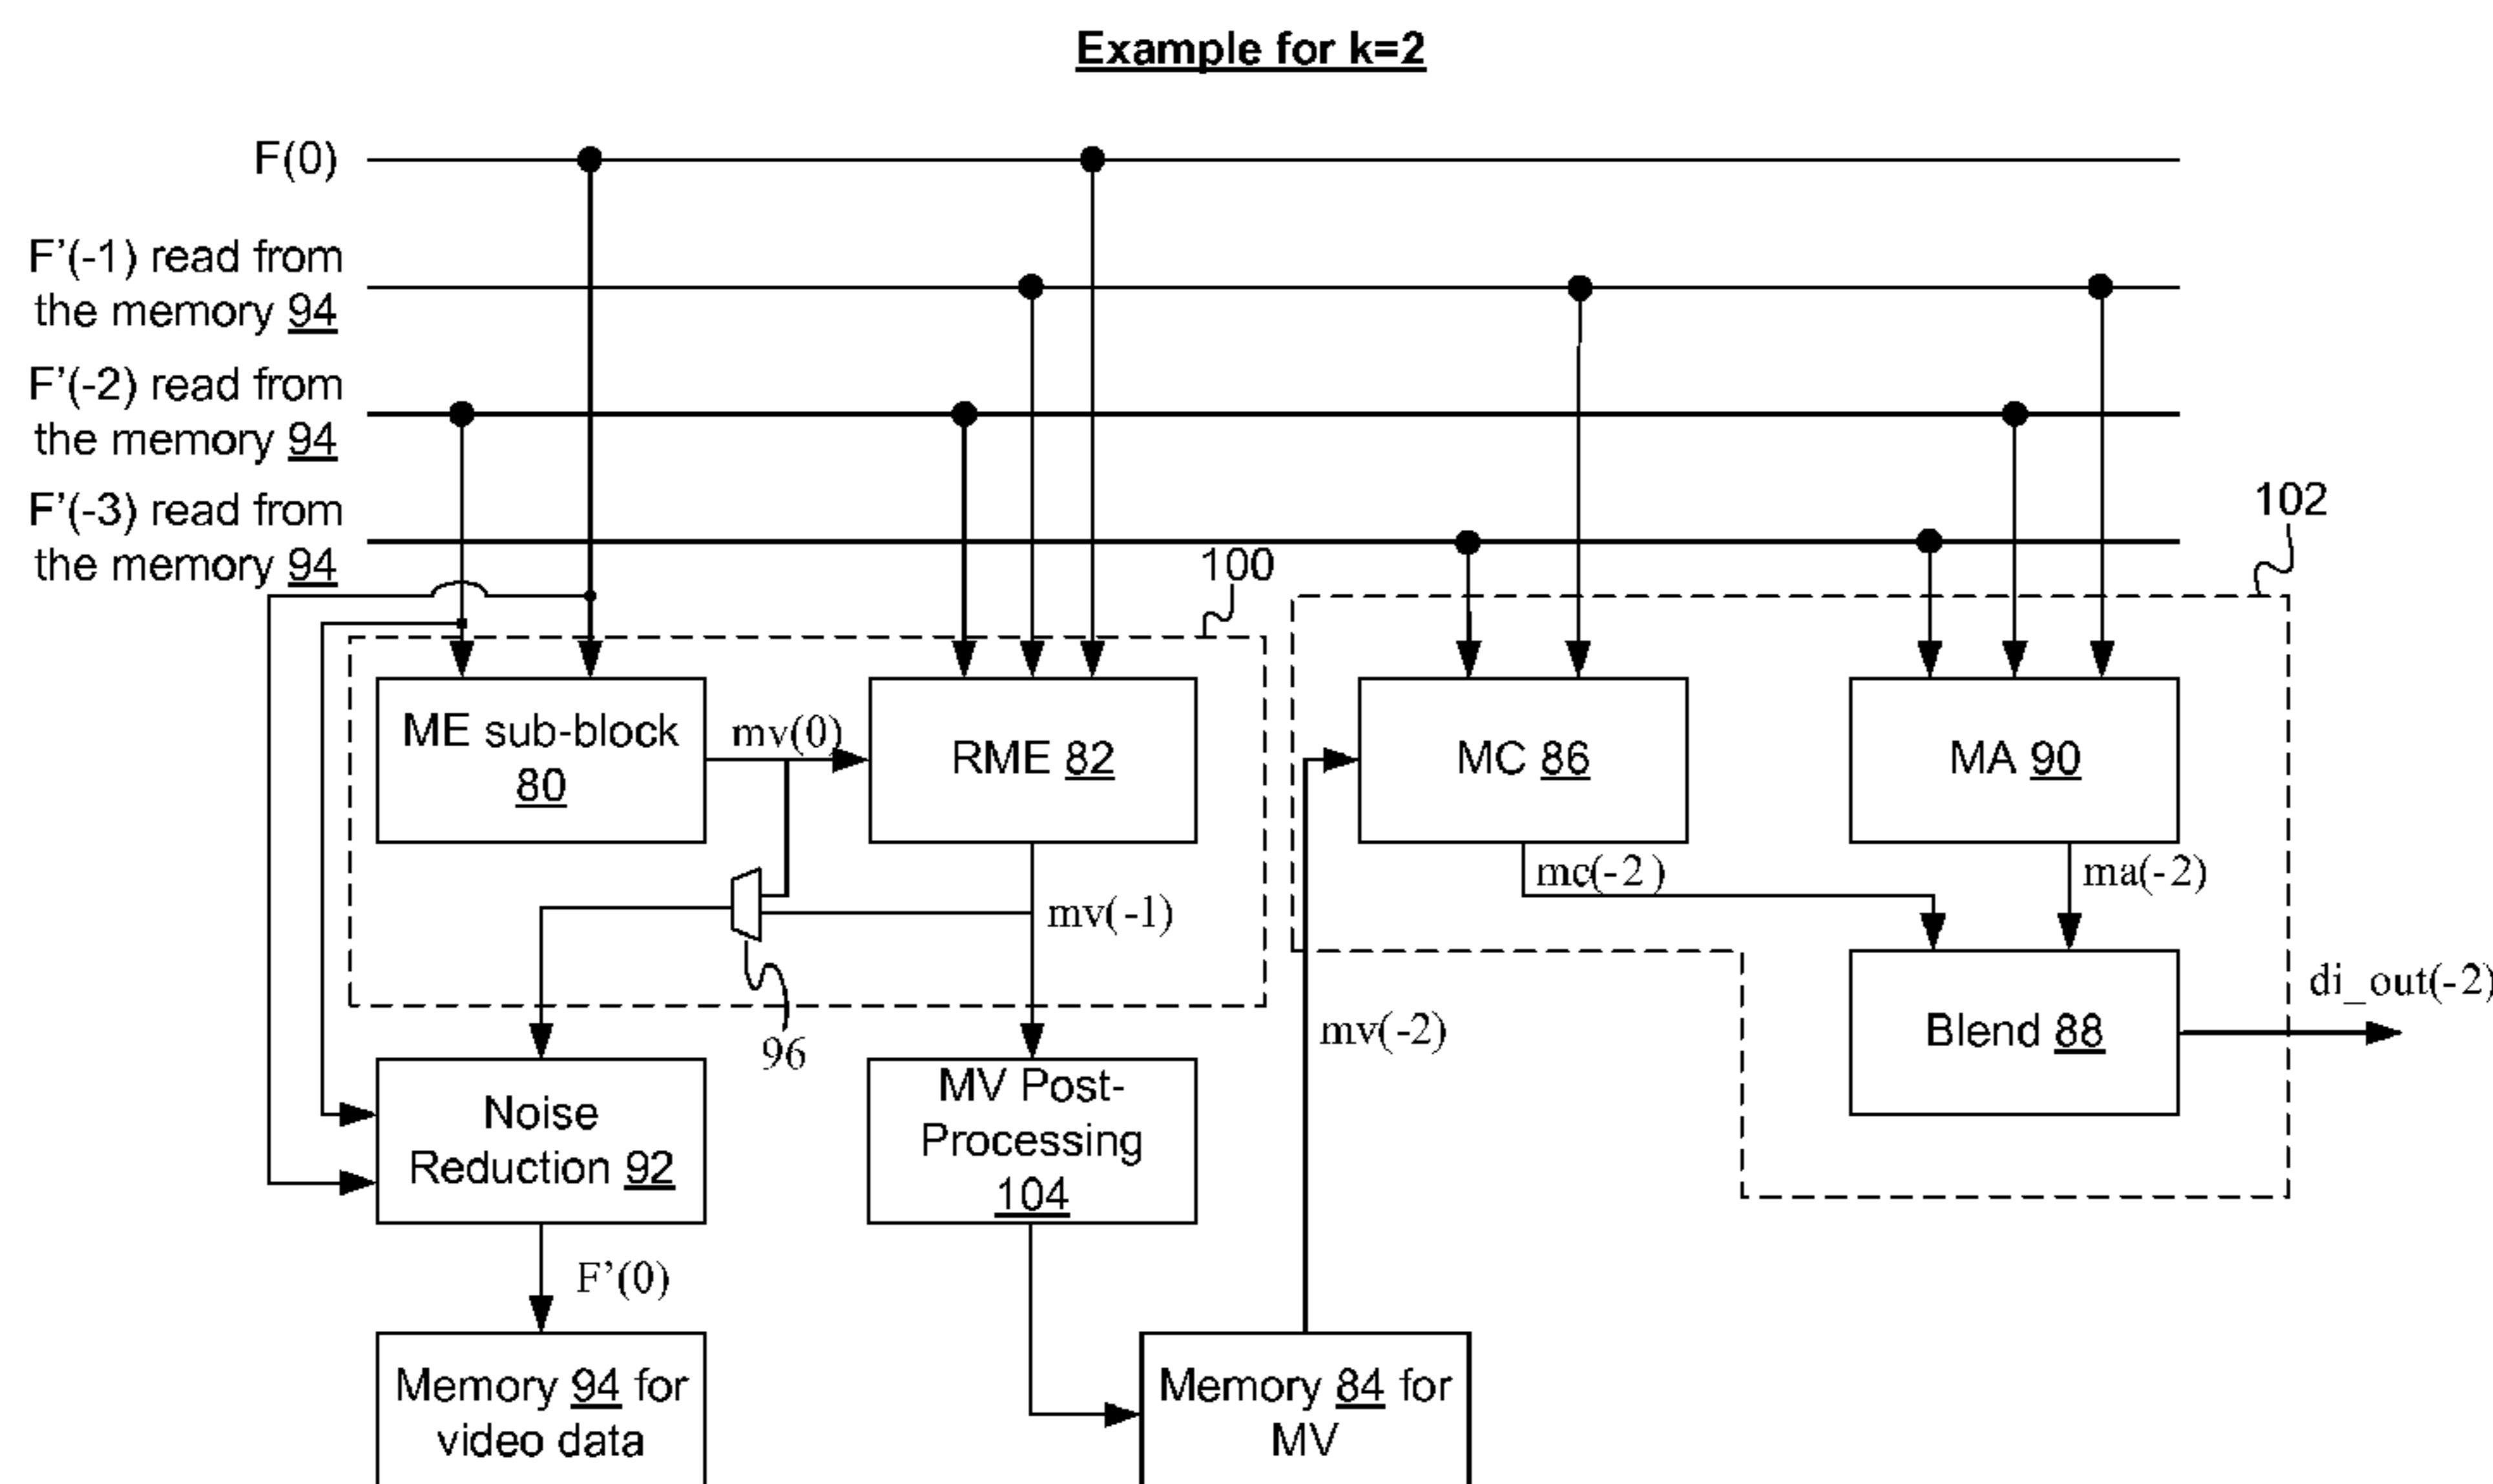 Example for k=2
F(0)
F’(-1) read from
the memory 94
F’(-2) read from
the memory 94
F’(-3) read from
the memory 94
102
100
ME sub-block
80
mv(0)
RME 82
MC 86
MA 90
mc(-2)
ma(-2)
mv(-1)
96
mv(-2)
Blend 88
di_out(-2)
Noise
Reduction 92
MV Post-
Processing
104
F’(0)
Memory 94 for
video data
Memory 84 for
MV